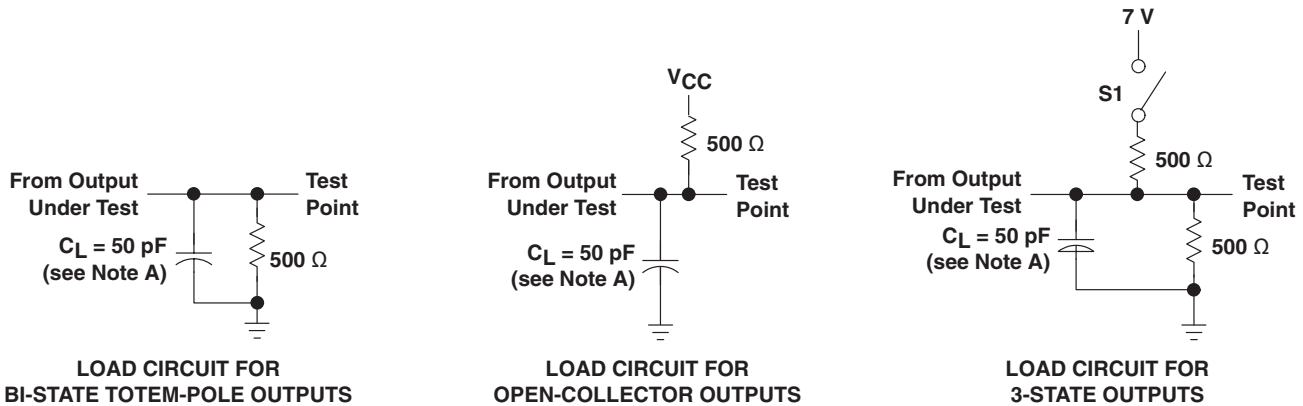 From Output
Under Test
Test
Point
CL = 50 pF
(see Note A)
500 Ω
LOAD CIRCUIT FOR
BI-STATE TOTEM-POLE OUTPUTS
VCC
500 Ω
From Output
Under Test
Test
Point
CL = 50 pF
(see Note A)
LOAD CIRCUIT FOR
OPEN-COLLECTOR OUTPUTS
7 V
S1
500 Ω
From Output
Under Test
Test
Point
CL = 50 pF
(see Note A)
500 Ω
LOAD CIRCUIT FOR
3-STATE OUTPUTS